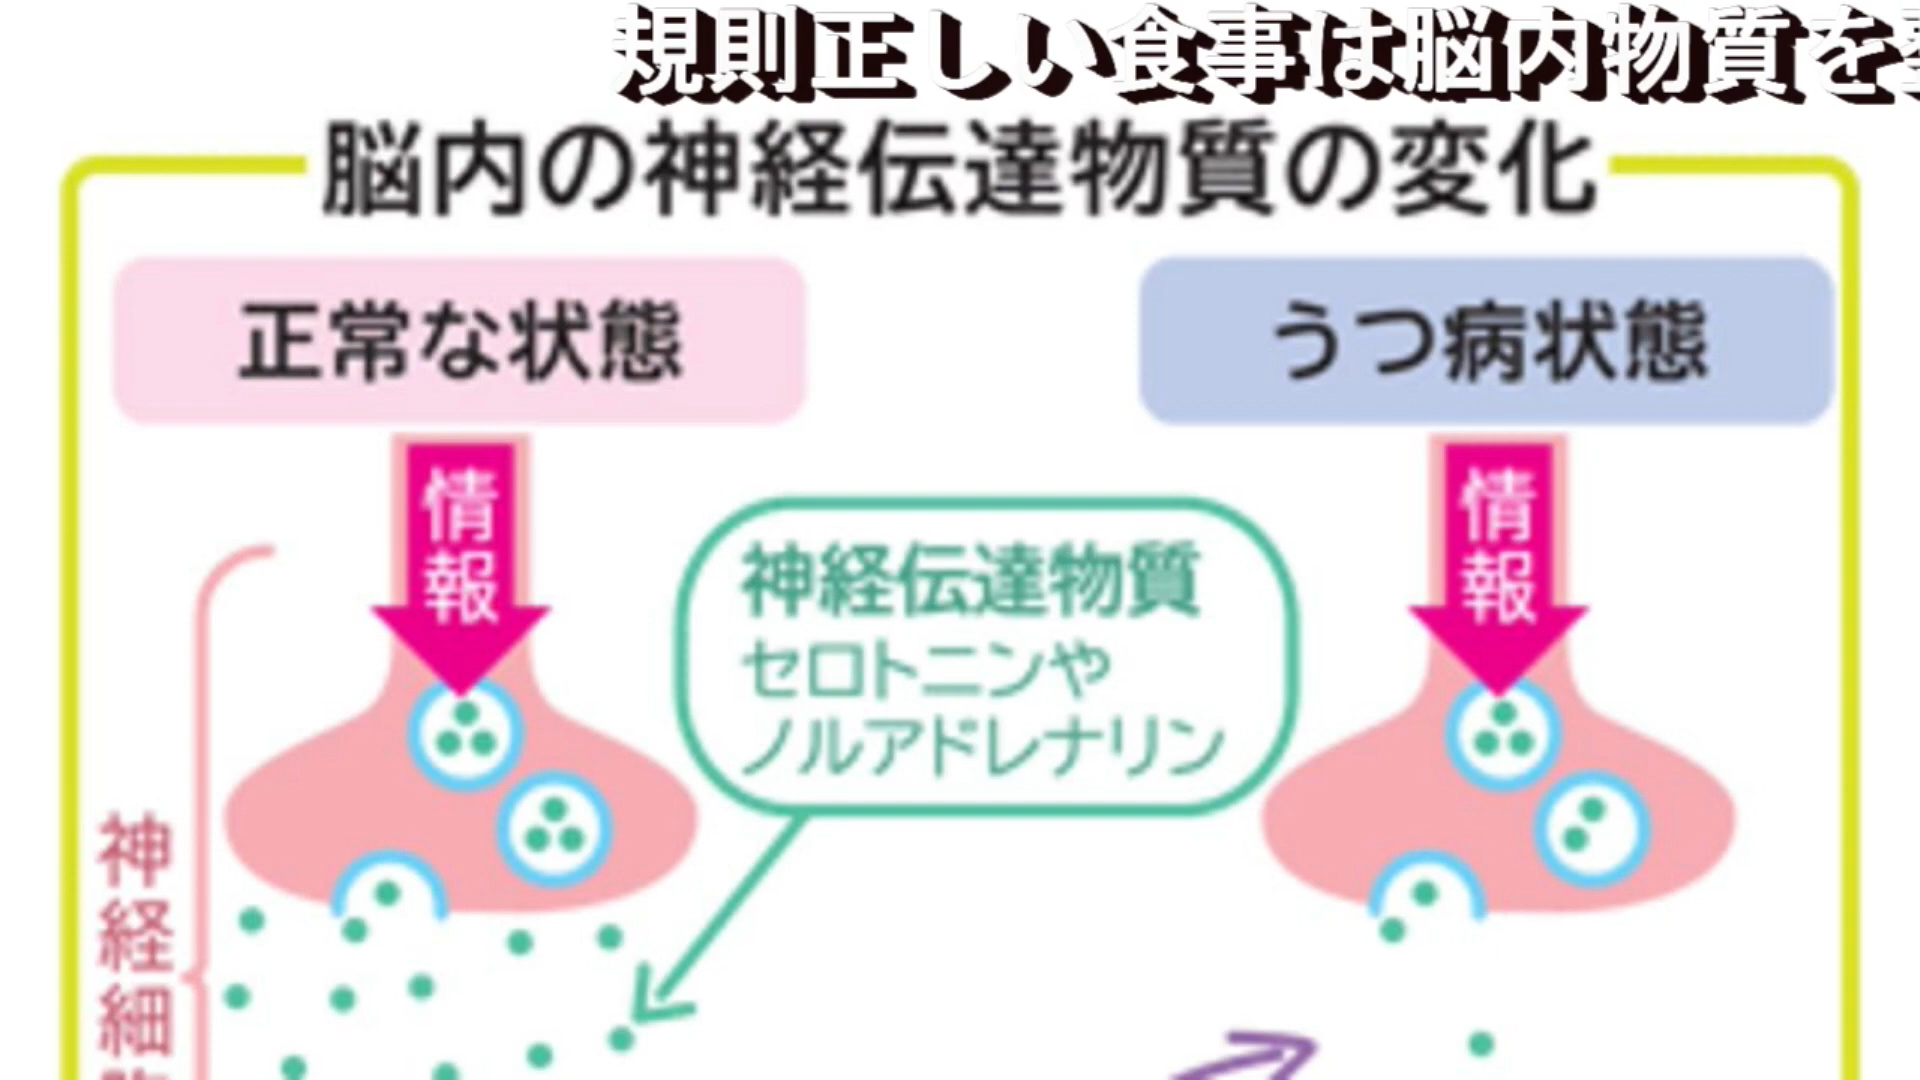 規則正しい食事は脳内物質を
脳内の神経伝達物質の変化
正常な状態
うつ病状態
情報
情報
神経伝達物質
セロトニンや
ノルアドレナリン
神経細